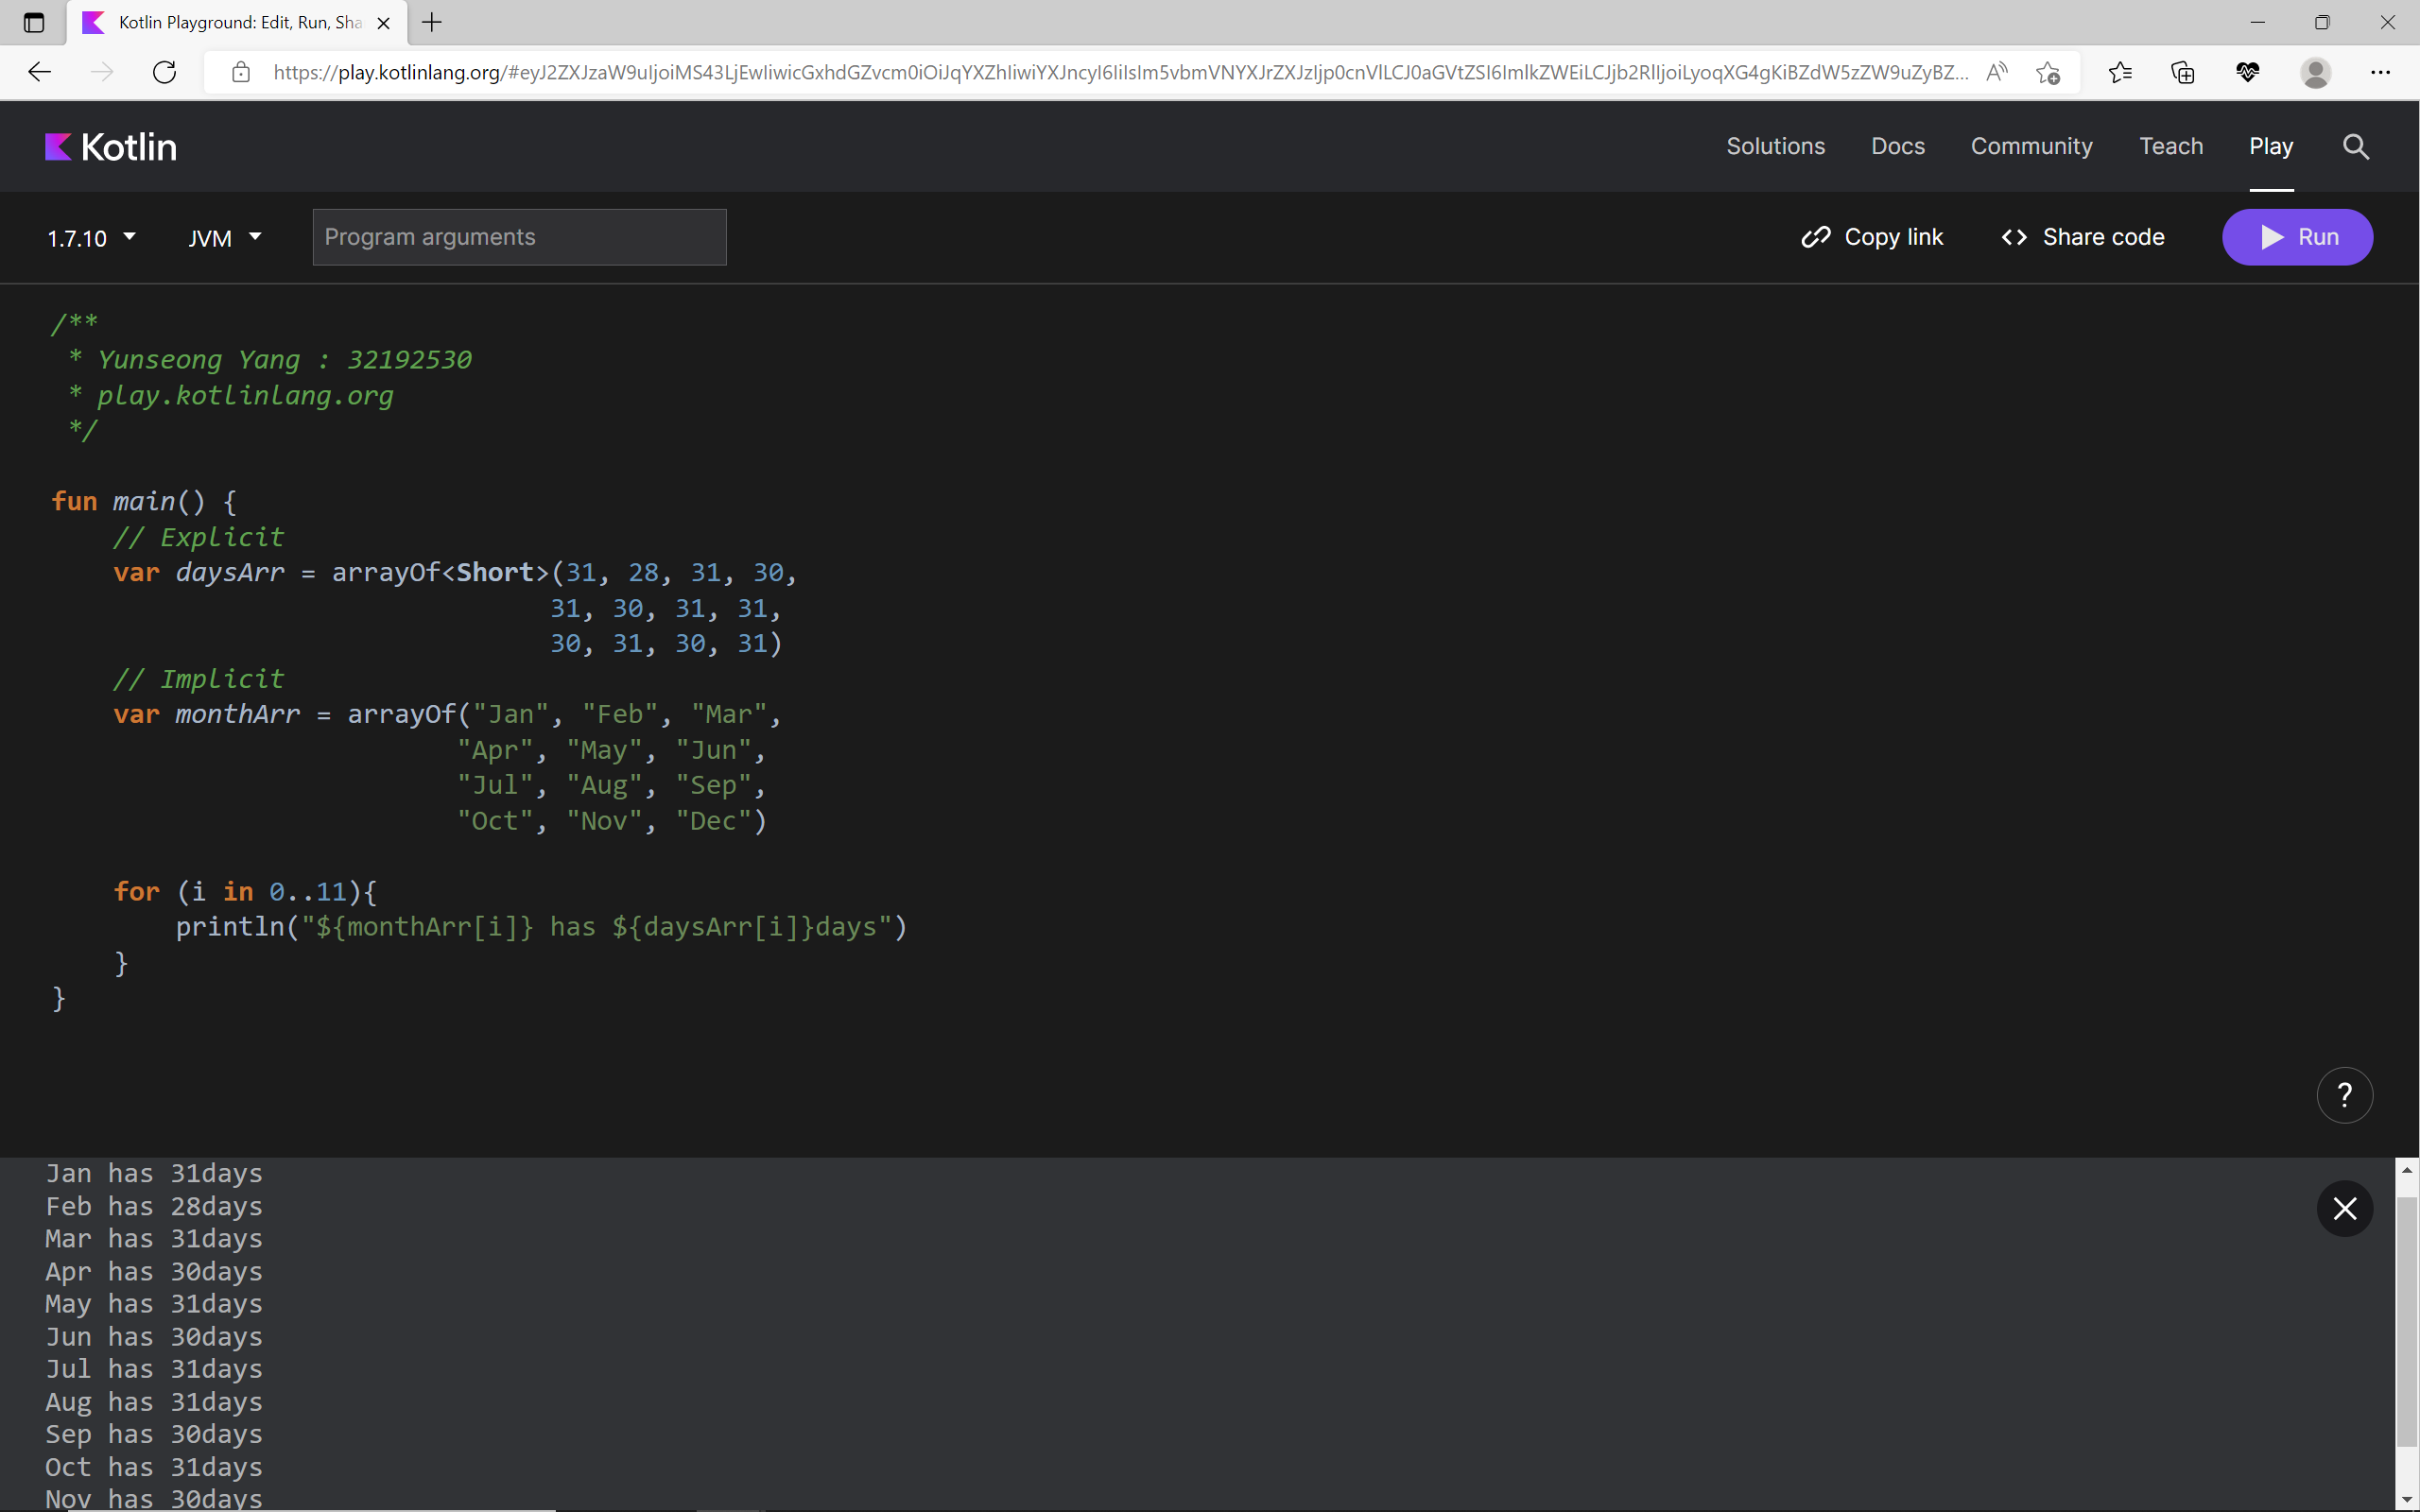 Kotlin Playground: Edit, Run, Sha
Kotlin
Solutions Docs Community Teach Play
1.7.10 JVM Program arguments Copy link Share code Run
/**
 * Yunseong Yang : 32192530
 * play.kotlinlang.org
 */
fun main() {
    // Explicit
    var daysArr = arrayOf<Short>(31, 28, 31, 30,
                                31, 30, 31, 31,
                                30, 31, 30, 31)
    // Implicit
    var monthArr = arrayOf("Jan", "Feb", "Mar",
                          "Apr", "May", "Jun",
                          "Jul", "Aug", "Sep",
                          "Oct", "Nov", "Dec")
    for (i in 0..11){
        println("${monthArr[i]} has ${daysArr[i]}days")
    }
}
?
Jan has 31days
Feb has 28days
Mar has 31days
Apr has 30days
May has 31days
Jun has 30days
Jul has 31days
Aug has 31days
Sep has 30days
Oct has 31days
Nov has 30days